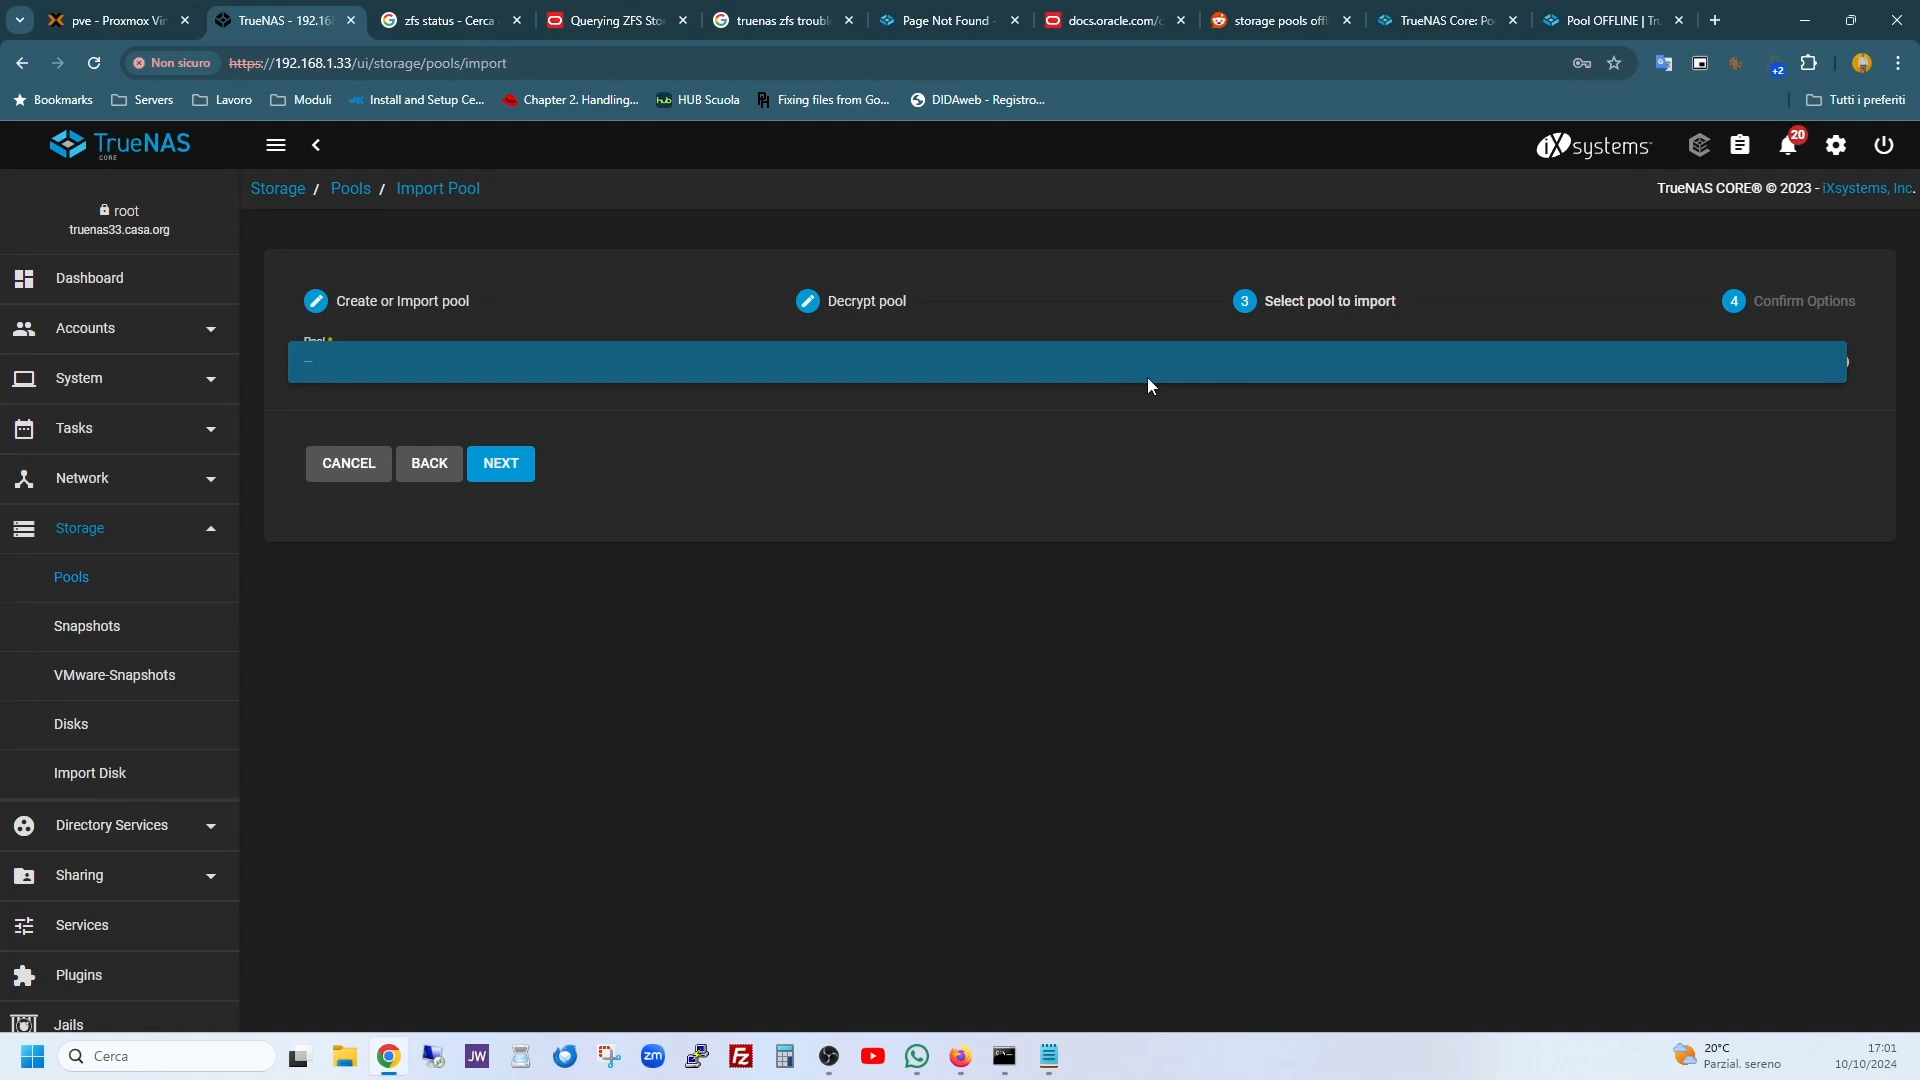 pve - Proxmox Vir
TrueNAS - 192.16
zfs status - Cerca
Querying ZFS Sto
truenas zfs troubl
Page Not Found -
docs.oracle.com/c
storage pools offl
TrueNAS Core: Po
Pool OFFLINE | Tr
Non sicuro
https://192.168.1.33/ui/storage/pools/import
+2
Bookmarks
Servers
Lavoro
Moduli
Install and Setup Ce...
Chapter 2. Handling...
HUB Scuola
Fixing files from Go...
DIDAweb - Registro...
Tutti i preferiti
TrueNAS
CORE
iXsystems
20
Storage / Pools / Import Pool
TrueNAS CORE® © 2023 - iXsystems, Inc.
root
truenas33.casa.org
Dashboard
Accounts
System
Tasks
Network
Storage
Pools
Snapshots
VMware-Snapshots
Disks
Import Disk
Directory Services
Sharing
Services
Plugins
Jails
Create or Import pool
Decrypt pool
3 Select pool to import
4 Confirm Options
Pool *
--
CANCEL
BACK
NEXT
Cerca
JW
zm
Fz
20°C
Parzial. sereno
17:01
10/10/2024